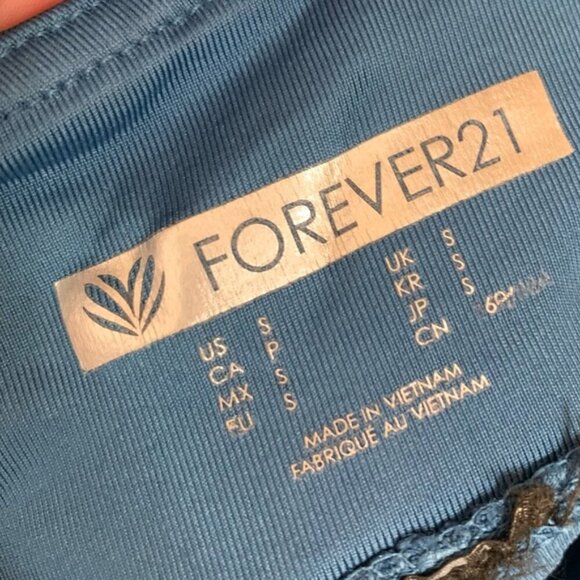 FOREVER21
US S
CA P
MX S
EU S
UK S
KR S
JP S
CN
MADE IN VIETNAM
FABRIQUÉ AU VIETNAM